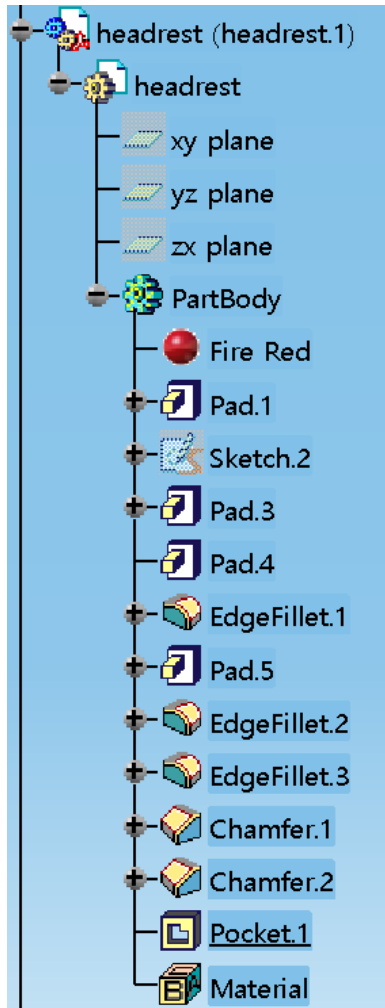 headrest (headrest.1)
headrest
xy plane
yz plane
zx plane
PartBody
Fire Red
Pad.1
Sketch.2
Pad.3
Pad.4
EdgeFillet.1
Pad.5
EdgeFillet.2
EdgeFillet.3
Chamfer.1
Chamfer.2
Pocket.1
Material